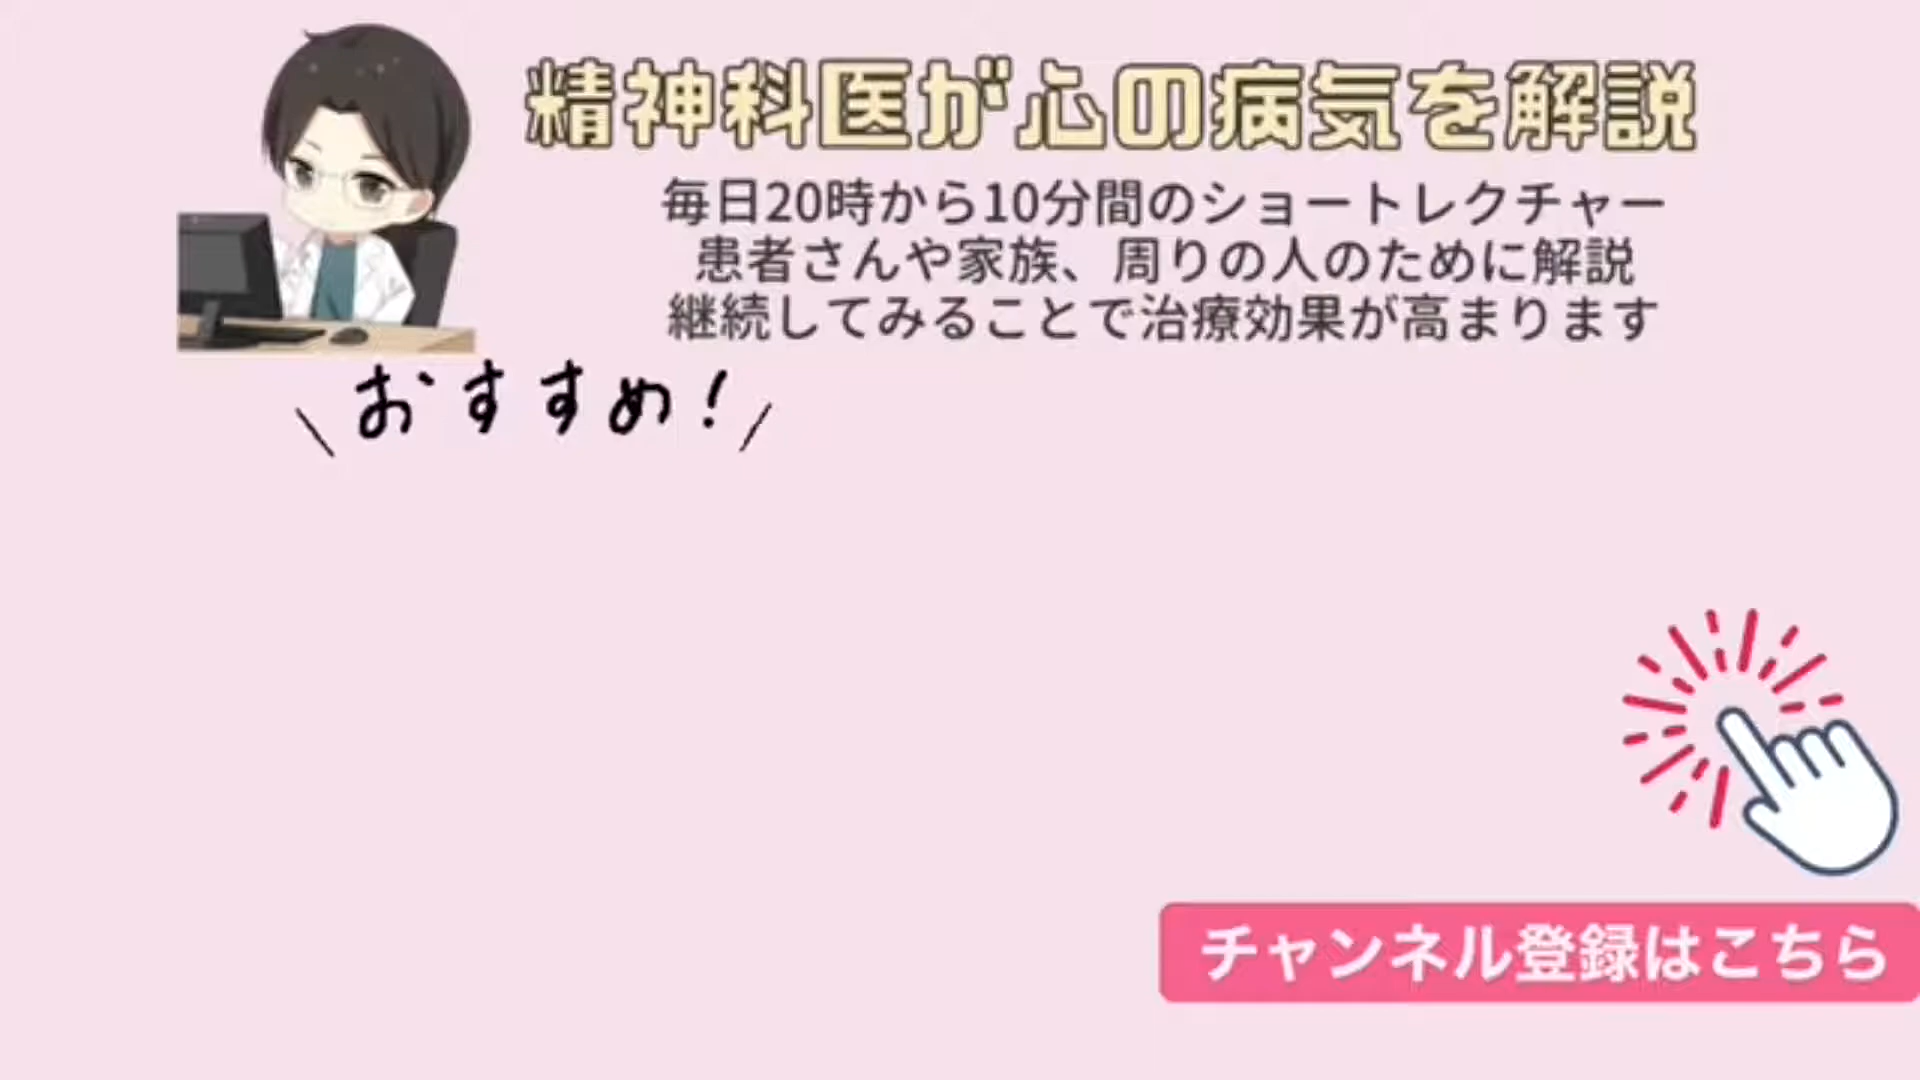 精神科医が心の病気を解説
毎日20時から10分間のショートレクチャー
患者さんや家族、周りの人のために解説
継続してみることで治療効果が高まります
おすすめ!
チャンネル登録はこちら